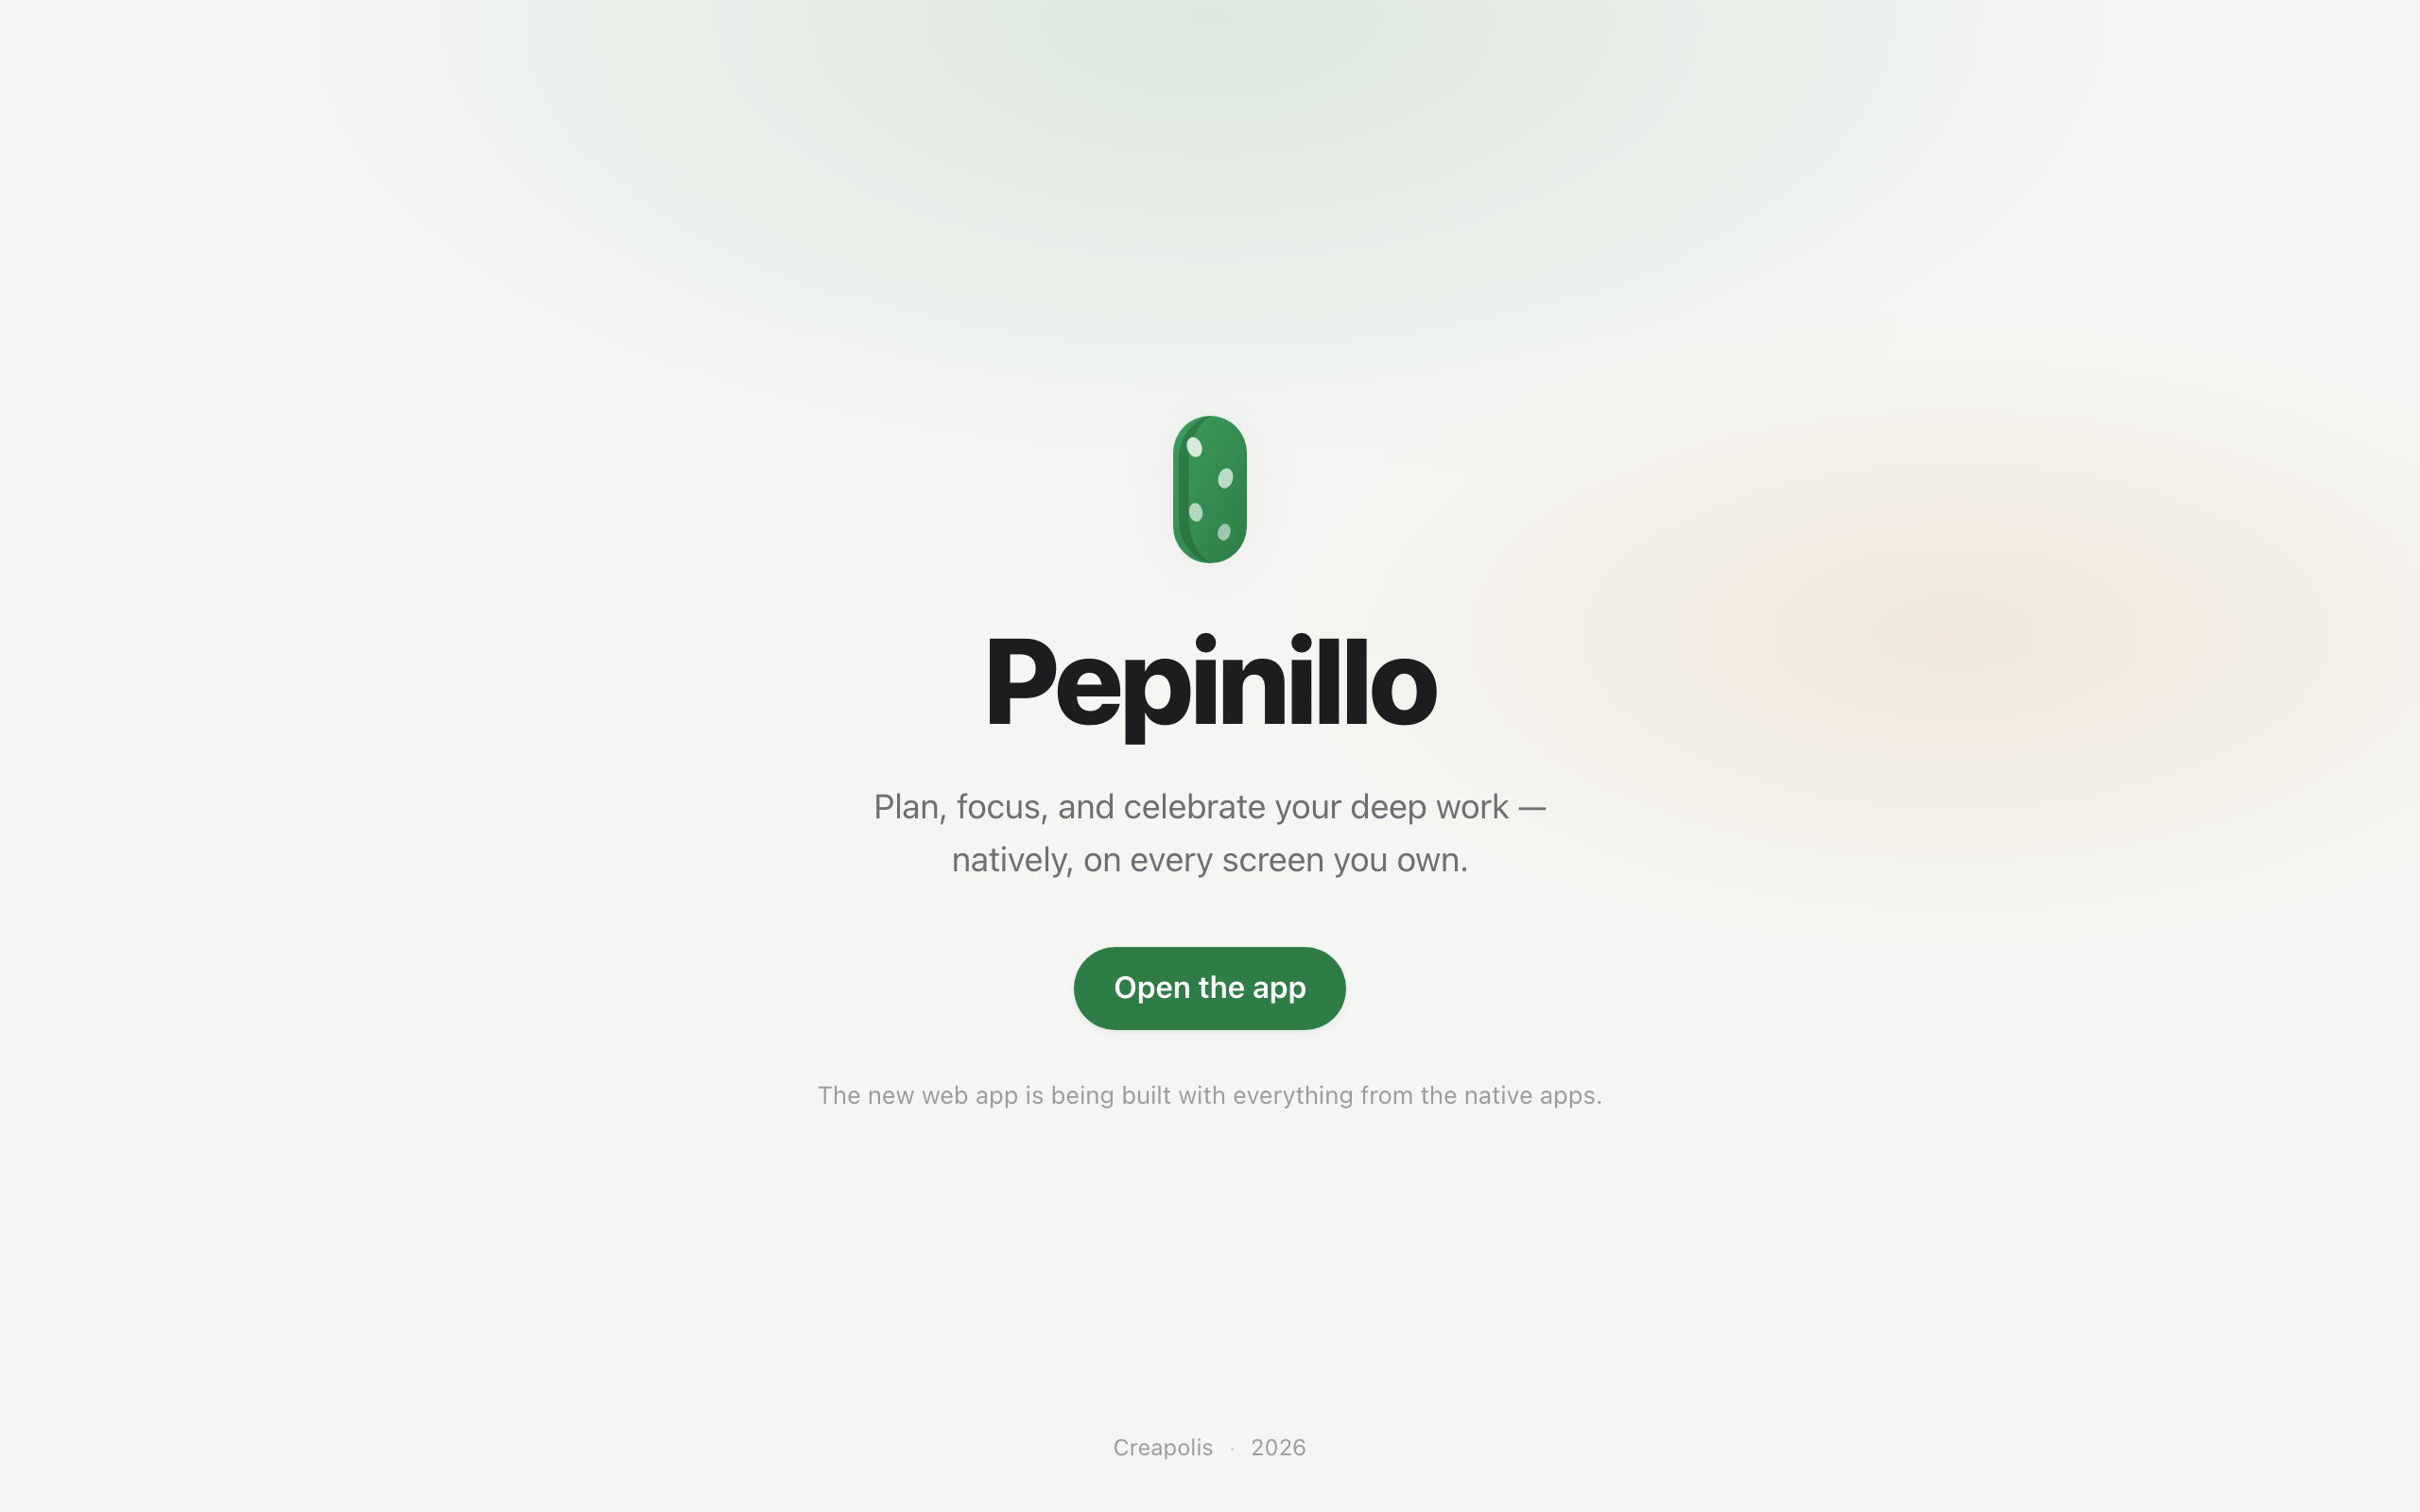 Pepinillo
Plan, focus, and celebrate your deep work —
natively, on every screen you own.
Open the app
The new web app is being built with everything from the native apps.
Creapolis · 2026